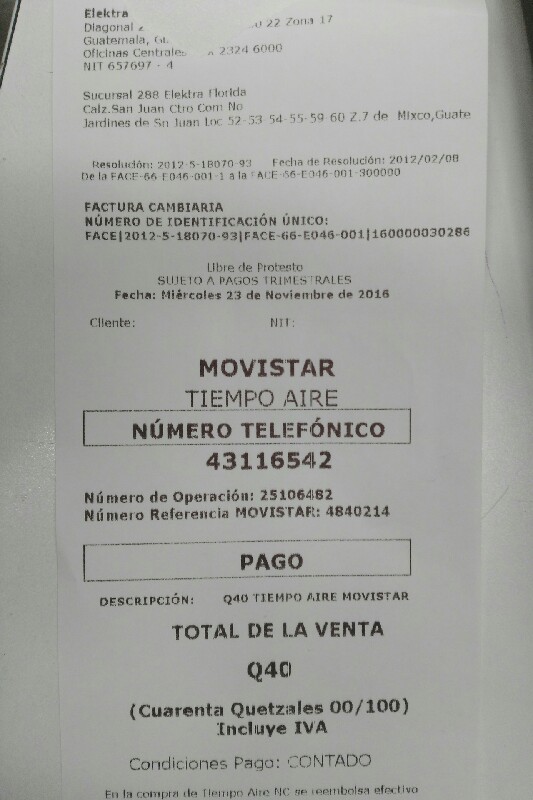 Elektra
Diagonal 22 Zona 17
Guatemala,
Oficinas Centrales 2324 6000
NIT 657697 - 4
Sucursal 288 Elektra Florida
Calz.San Juan Ctro Com No
Jardines de Sn Juan Loc 52-53-54-55-59-60 Z.7 de Mixco,Guate
Resolución: 2012-5-18070-93 Fecha de Resolución: 2012/02/08
De la FACE-66-E046-001-1 a la FACE-66-E046-001-300000
FACTURA CAMBIARIA
NÚMERO DE IDENTIFICACIÓN ÚNICO:
FACE|2012-5-18070-93|FACE-66-E046-001|160000030286
Libre de Protesto
SUJETO A PAGOS TRIMESTRALES
Fecha: Miércoles 23 de Noviembre de 2016
Cliente: NIT:
MOVISTAR
TIEMPO AIRE
NÚMERO TELEFÓNICO
43116542
Número de Operación: 25106482
Número Referencia MOVISTAR: 4840214
PAGO
DESCRIPCIÓN: Q40 TIEMPO AIRE MOVISTAR
TOTAL DE LA VENTA
Q40
(Cuarenta Quetzales 00/100)
Incluye IVA
Condiciones Pago: CONTADO
En la compra de Tiempo Aire NC se reembolsa efectivo